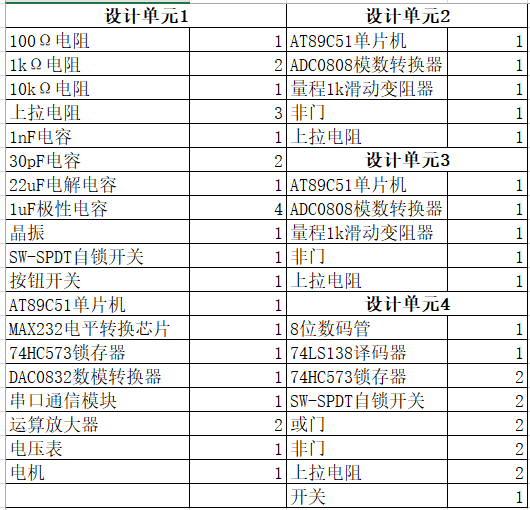 设计单元1 设计单元2
100Ω电阻 1 AT89C51单片机 1
1kΩ电阻 2 ADC0808模数转换器 1
10kΩ电阻 1 量程1k滑动变阻器 1
上拉电阻 3 非门 1
1nF电容 1 上拉电阻 1
30pF电容 2 设计单元3
22uF电解电容 1 AT89C51单片机 1
1uF极性电容 4 ADC0808模数转换器 1
晶振 1 量程1k滑动变阻器 1
SW-SPDT自锁开关 1 非门 1
按钮开关 1 上拉电阻 1
AT89C51单片机 1 设计单元4
MAX232电平转换芯片 1 8位数码管 1
74HC573锁存器 1 74LS138译码器 1
DAC0832数模转换器 1 74HC573锁存器 2
串口通信模块 1 SW-SPDT自锁开关 2
运算放大器 2 或门 2
电压表 1 非门 2
电机 1 上拉电阻 2
开关 1